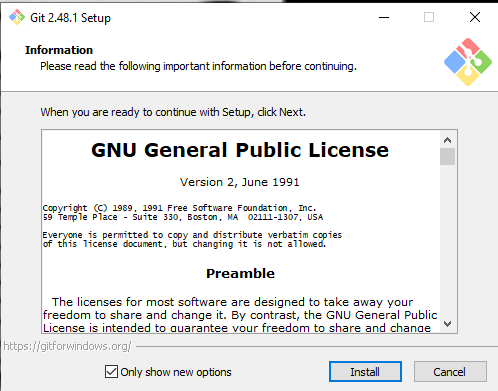 Git 2.48.1 Setup
Information
Please read the following important information before continuing.
When you are ready to continue with Setup, click Next.
GNU General Public License
Version 2, June 1991
Copyright (C) 1989, 1991 Free Software Foundation, Inc.
59 Temple Place - Suite 330, Boston, MA  02111-1307, USA
Everyone is permitted to copy and distribute verbatim copies
of this license document, but changing it is not allowed.
Preamble
The licenses for most software are designed to take away your
freedom to share and change it. By contrast, the GNU General Public
License is intended to guarantee your freedom to share and change
https://gitforwindows.org/
Only show new options
Install
Cancel